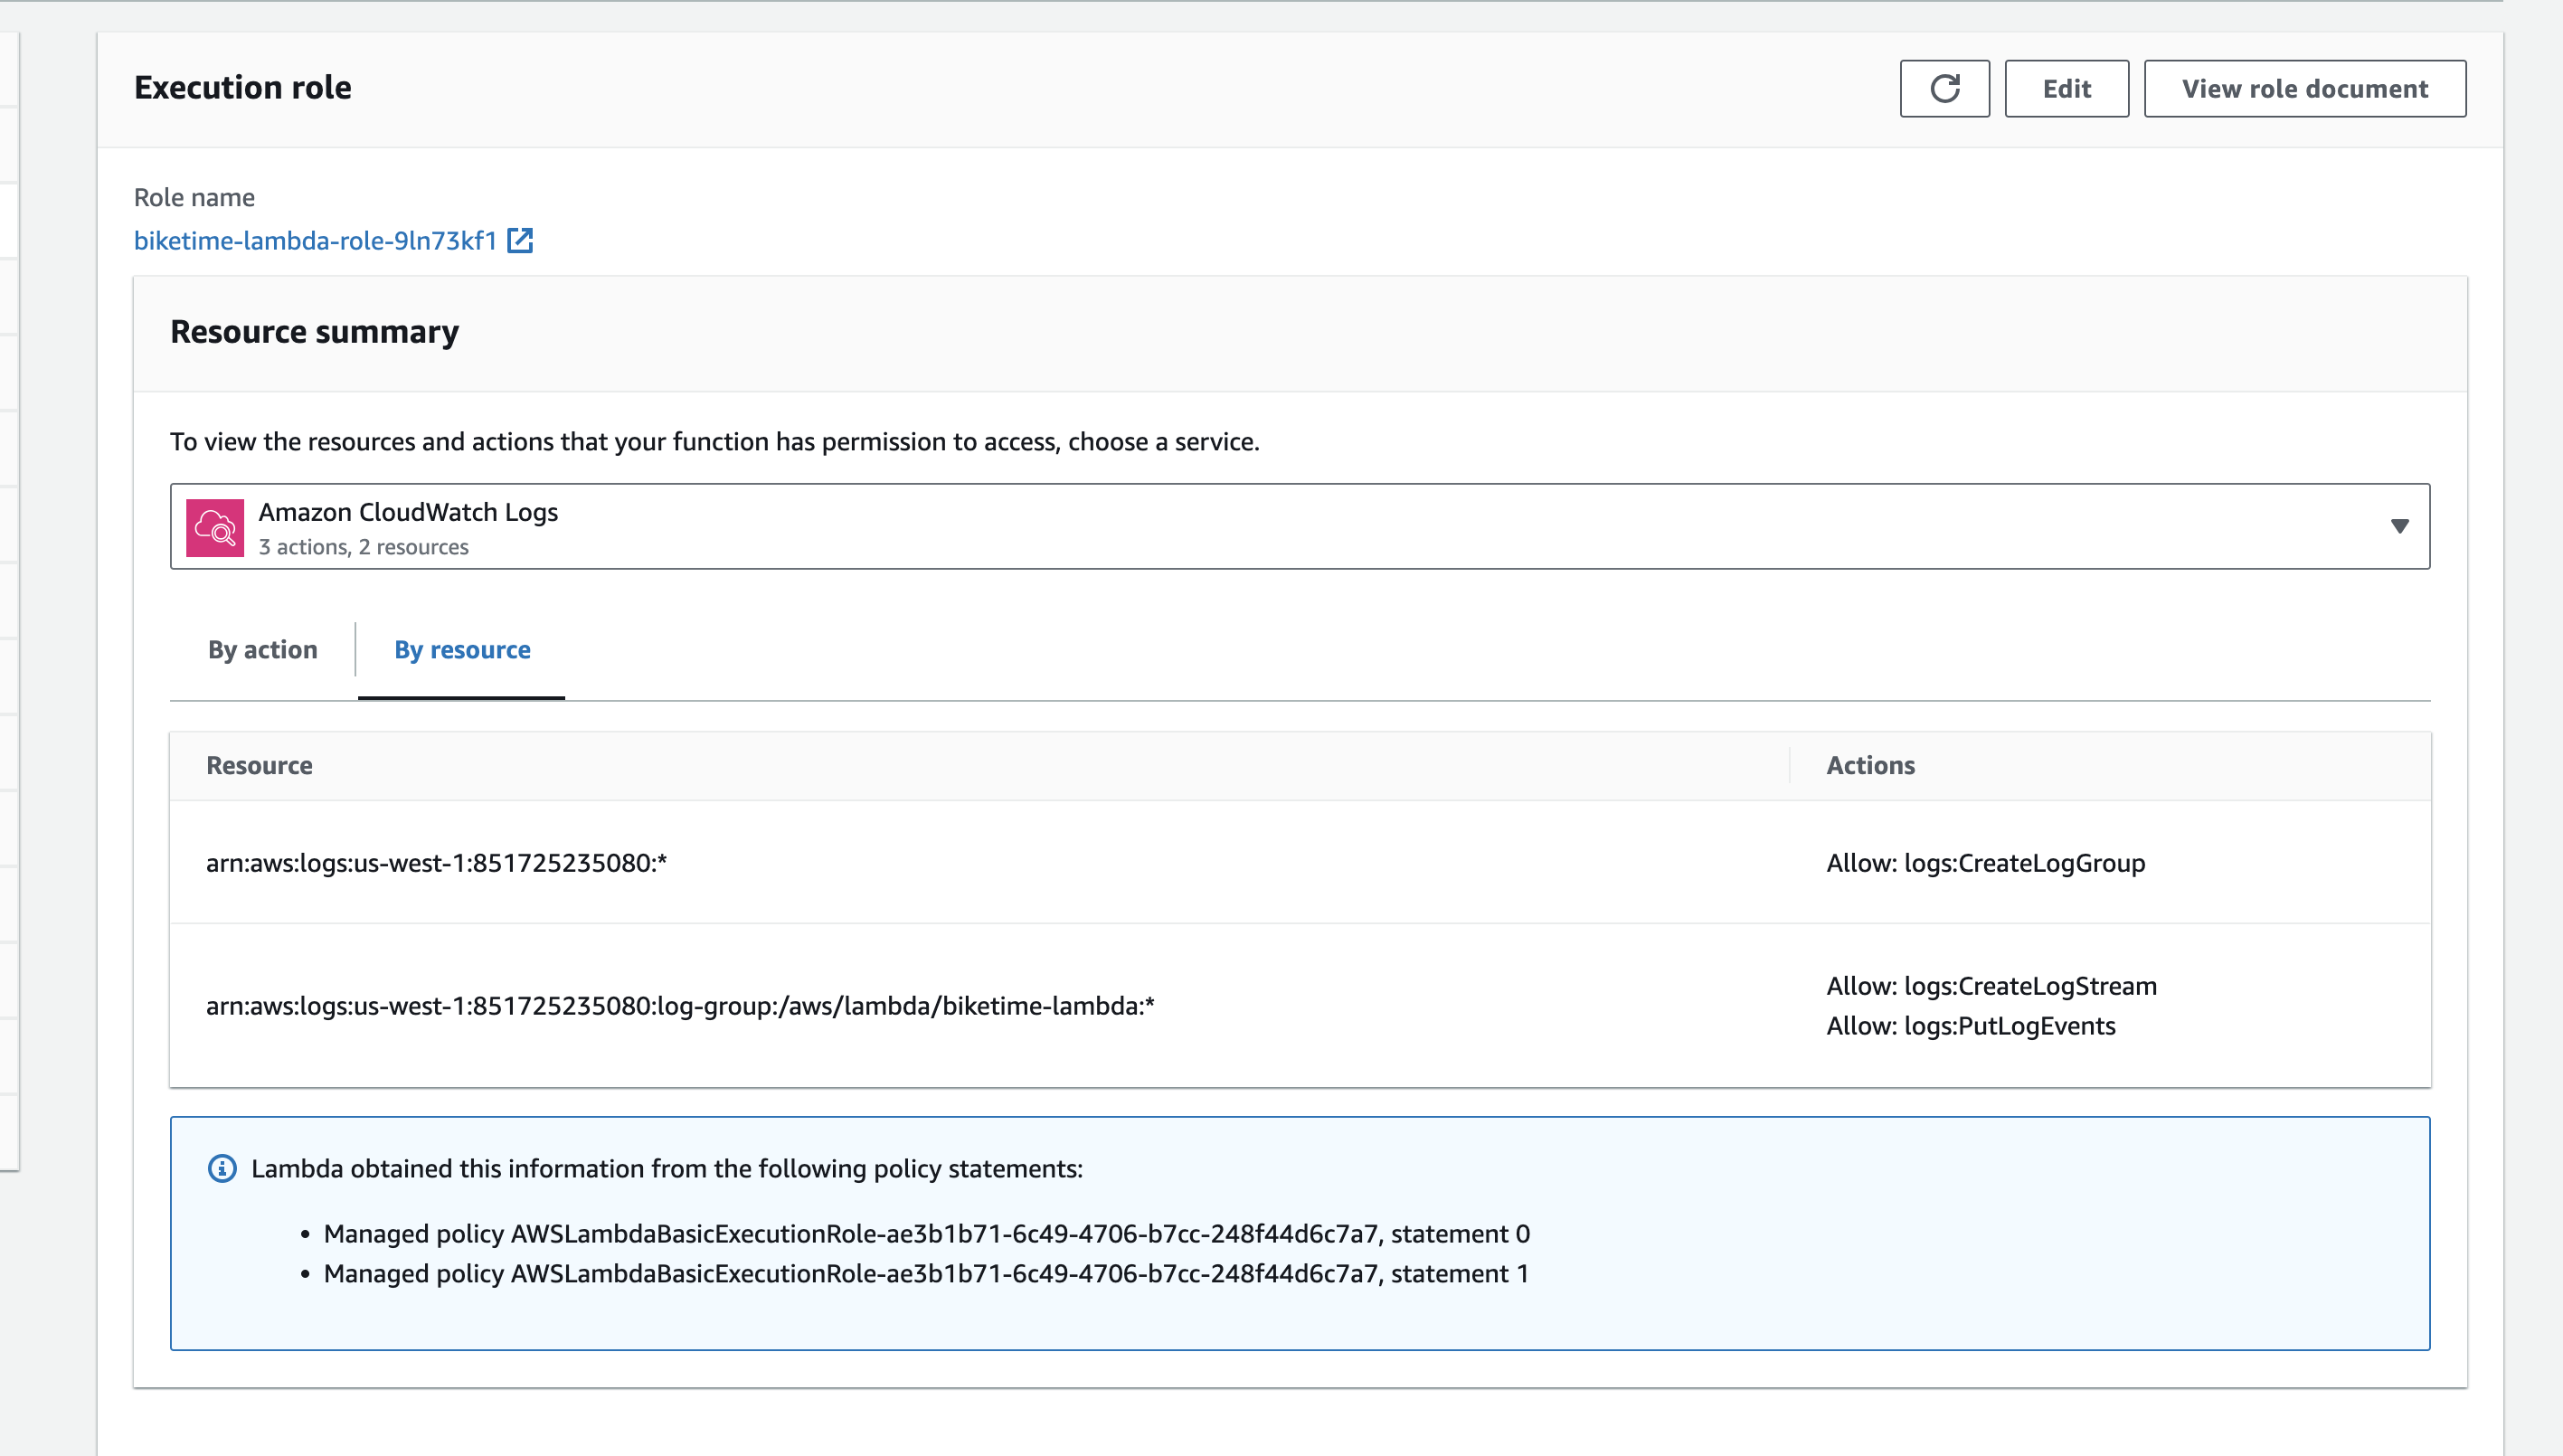 Execution role
Edit
View role document
Role name
biketime-lambda-role-9ln73kf1
Resource summary
To view the resources and actions that your function has permission to access, choose a service.
Amazon CloudWatch Logs
3 actions, 2 resources
By action
By resource
Resource
Actions
arn:aws:logs:us-west-1:851725235080:*
Allow: logs:CreateLogGroup
arn:aws:logs:us-west-1:851725235080:log-group:/aws/lambda/biketime-lambda:*
Allow: logs:CreateLogStream
Allow: logs:PutLogEvents
Lambda obtained this information from the following policy statements:
• Managed policy AWSLambdaBasicExecutionRole-ae3b1b71-6c49-4706-b7cc-248f44d6c7a7, statement 0
• Managed policy AWSLambdaBasicExecutionRole-ae3b1b71-6c49-4706-b7cc-248f44d6c7a7, statement 1